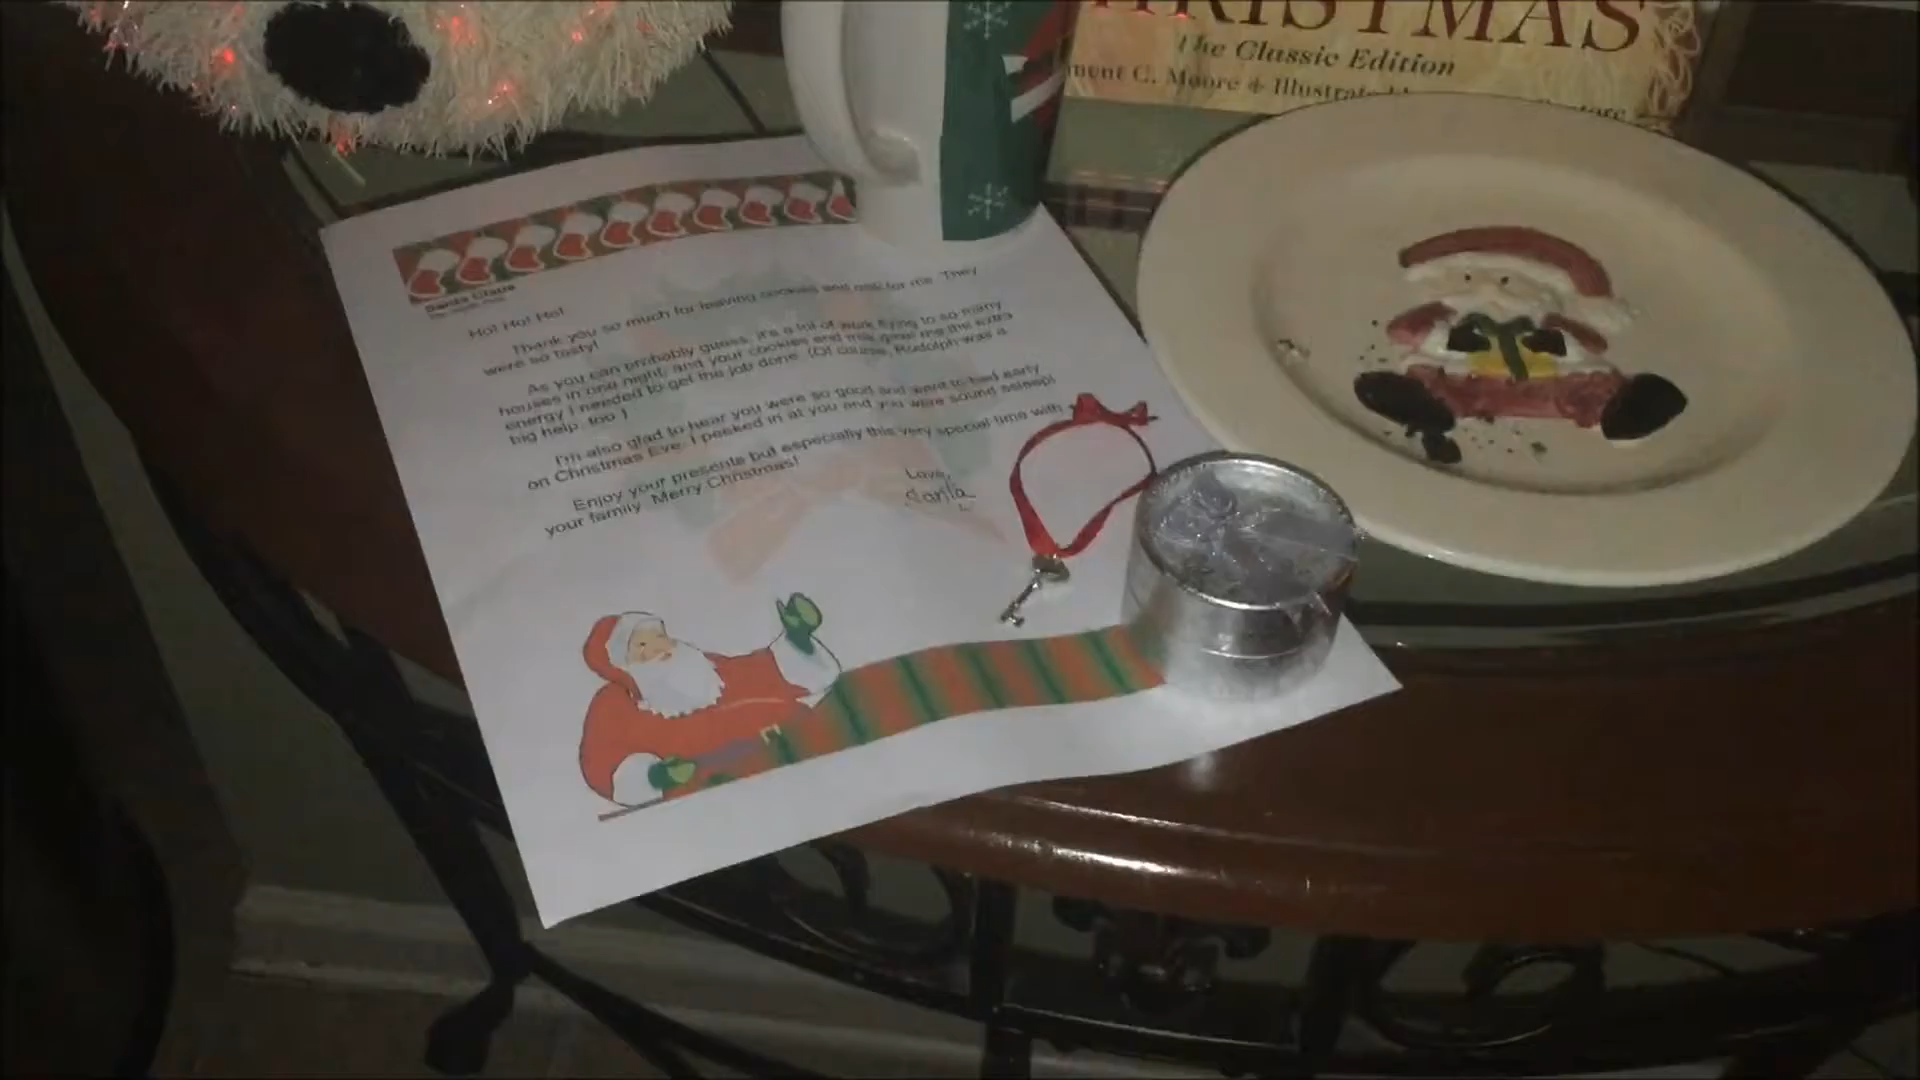 CHRISTMAS
The Classic Edition
ment C. Moore Illustrated
Santa Claus
Ho! Ho! Ho!
Thank you so much for leaving cookies and milk for me. They
were so tasty!
As you can probably guess, it's a lot of work flying to so many
houses in one night, and your cookies and milk gave me the extra
energy I needed to get the job done. (Of course, Rudolph was a
big help, too.)
I'm also glad to hear you were so good and went to bed early
on Christmas Eve. I peeked in at you and you were sound asleep!
Enjoy your presents but especially this very special time with
your family. Merry Christmas!
Love,
Santa